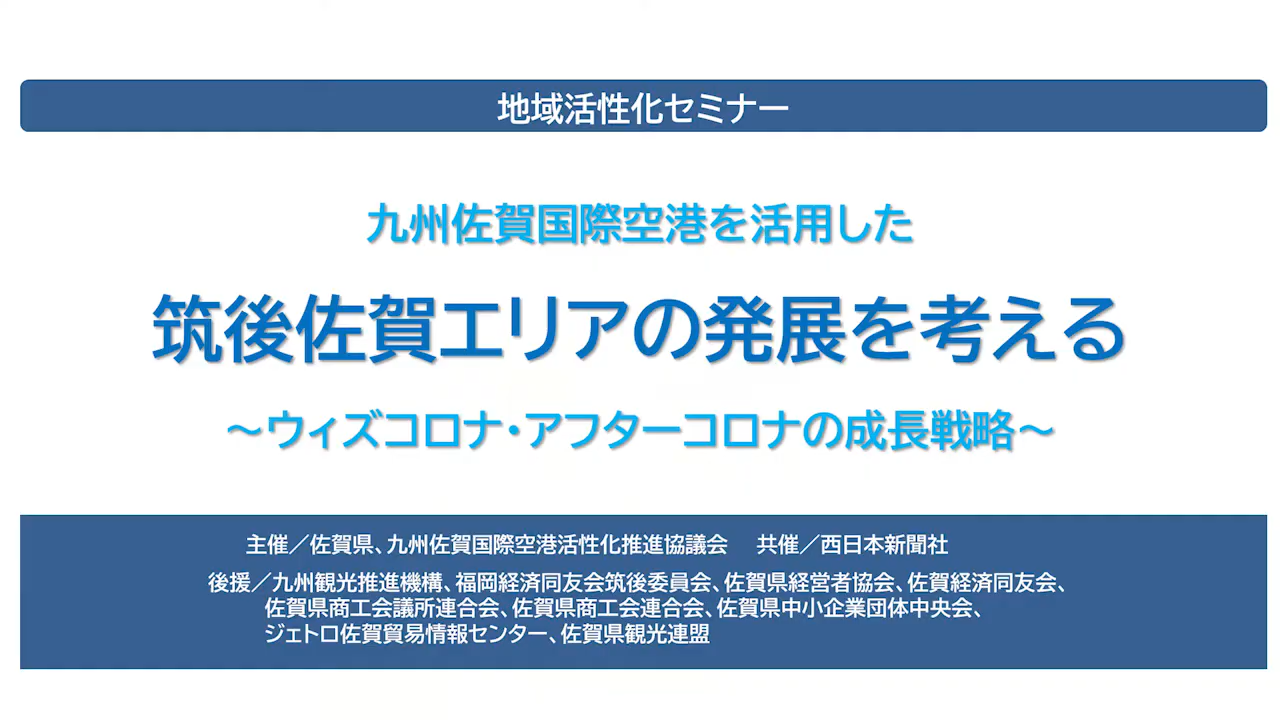 地域活性化セミナー
九州佐賀国際空港を活用した
筑後佐賀エリアの発展を考える
～ウィズコロナ・アフターコロナの成長戦略～
主催／佐賀県、九州佐賀国際空港活性化推進協議会　共催／西日本新聞社
後援／九州観光推進機構、福岡経済同友会筑後委員会、佐賀県経営者協会、佐賀経済同友会、
佐賀県商工会議所連合会、佐賀県商工会連合会、佐賀県中小企業団体中央会、
ジェトロ佐賀貿易情報センター、佐賀県観光連盟